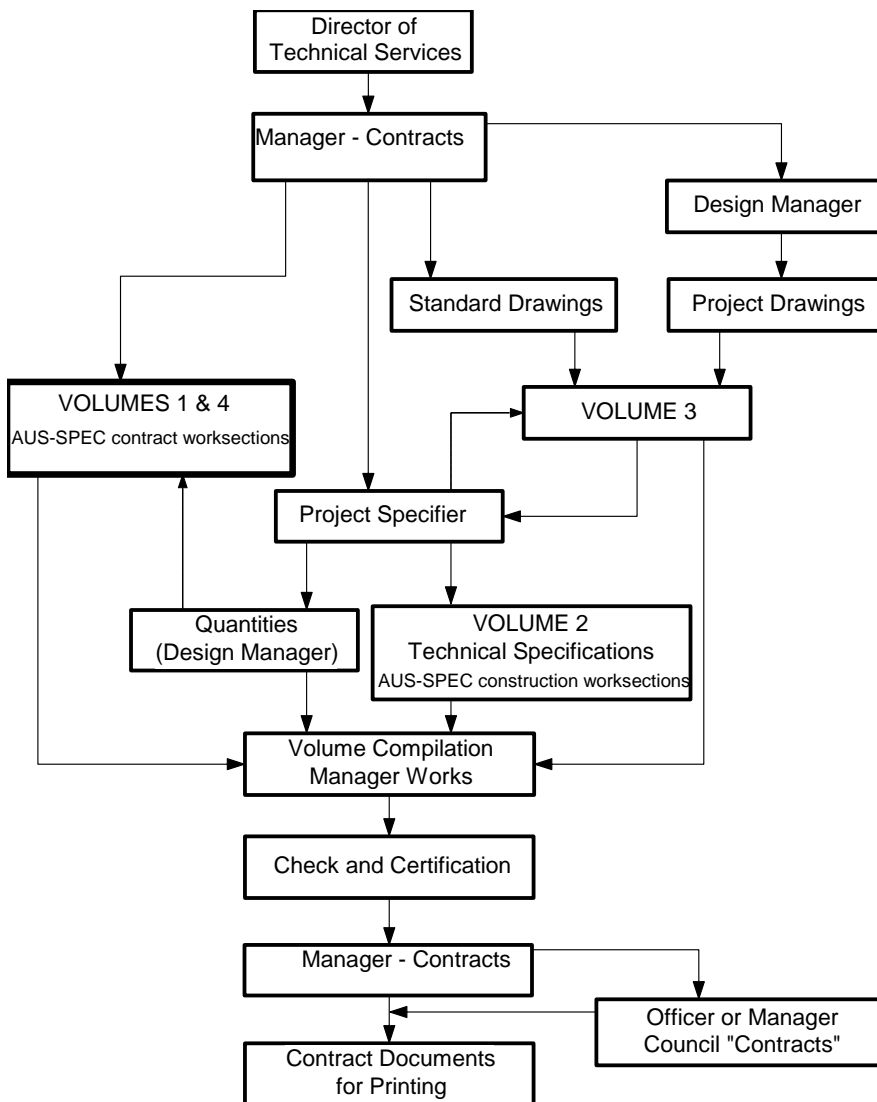 Director of
Technical Services
Manager - Contracts
Design Manager
Standard Drawings
Project Drawings
VOLUMES 1 & 4
AUS-SPEC contract worksections
VOLUME 3
Project Specifier
Quantities
(Design Manager)
VOLUME 2
Technical Specifications
AUS-SPEC construction worksections
Volume Compilation
Manager Works
Check and Certification
Manager - Contracts
Officer or Manager
Council "Contracts"
Contract Documents
for Printing